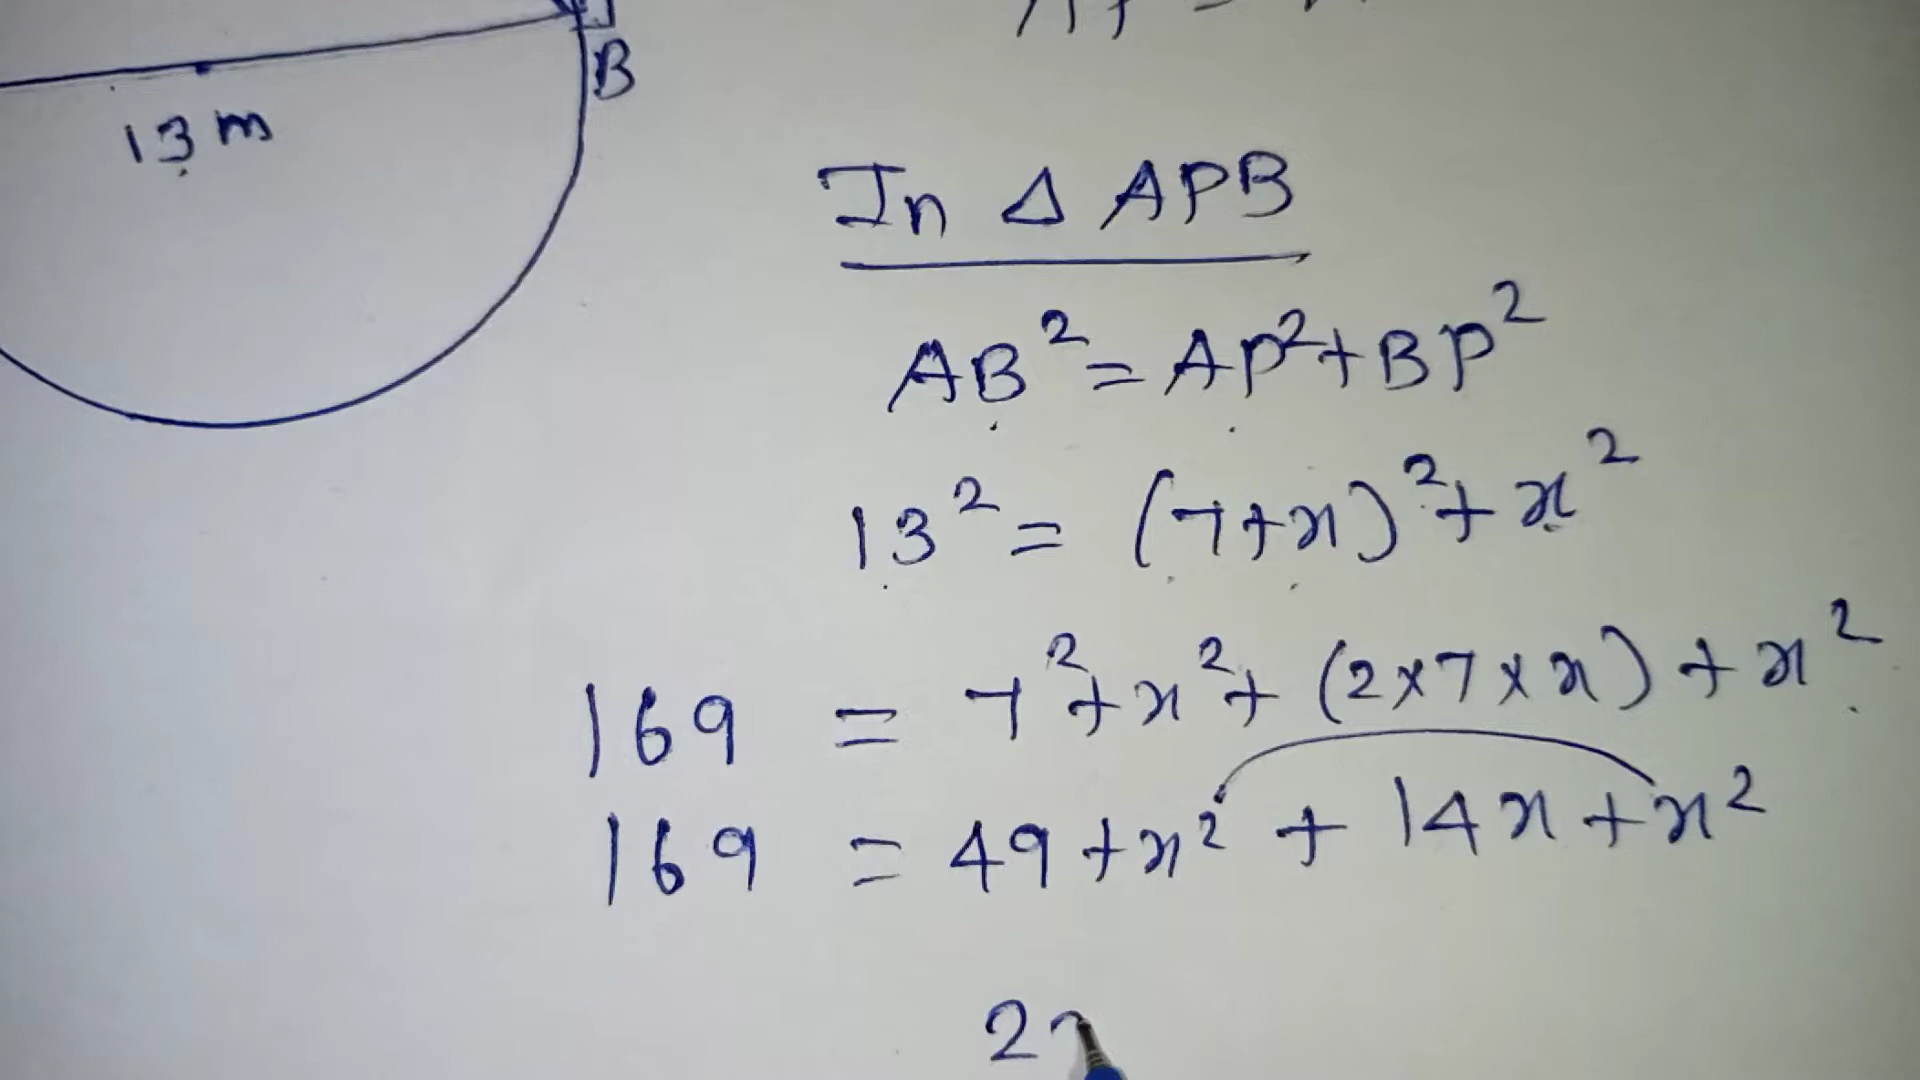 B
13 m
In △ APB
AB² = AP² + BP²
13² = (7+x)² + x²
169 = 7² + x² + (2×7×x) + x²
169 = 49 + x² + 14x + x²
2